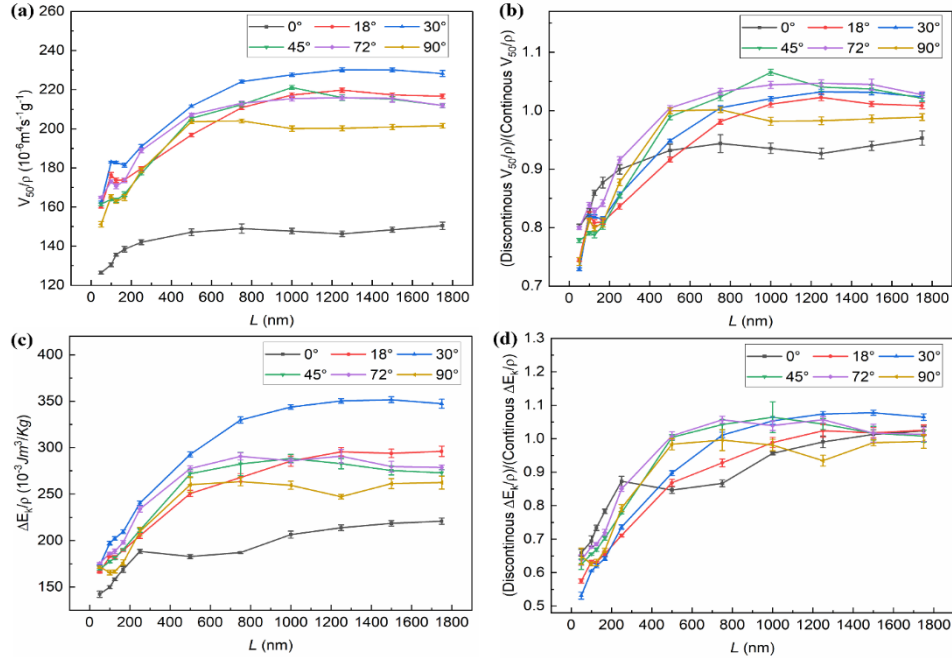 (a)
0° 18° 30°
45° 72° 90°
260
240
220
200
180
160
140
120
V₅₀/ρ (10⁻⁶m⁴s⁻¹g⁻¹)
0 200 400 600 800 1000 1200 1400 1600 1800
L (nm)
(b)
0° 18° 30°
45° 72° 90°
1.1
1.0
0.9
0.8
0.7
(Discontinous V₅₀/ρ)/(Continous V₅₀/ρ)
0 200 400 600 800 1000 1200 1400 1600 1800
L (nm)
(c)
0° 18° 30°
45° 72° 90°
400
350
300
250
200
150
ΔEₖ/ρ (10⁻³J/m³/Kg)
0 200 400 600 800 1000 1200 1400 1600 1800
L (nm)
(d)
0° 18° 30°
45° 72° 90°
1.3
1.2
1.1
1.0
0.9
0.8
0.7
0.6
0.5
(Discontinous ΔEₖ/ρ)/(Continous ΔEₖ/ρ)
0 200 400 600 800 1000 1200 1400 1600 1800
L (nm)